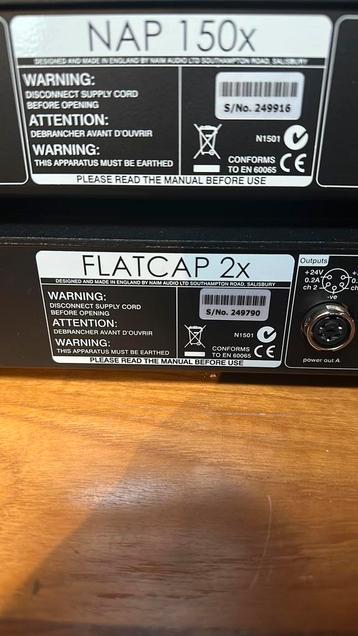 NAP 150x
DESIGNED AND MADE IN ENGLAND BY NAIM AUDIO LTD SOUTHAMPTON ROAD, SALISBURY
WARNING:
DISCONNECT SUPPLY CORD
BEFORE OPENING
ATTENTION:
DEBRANCHER AVANT D'OUVRIR
WARNING:
THIS APPARATUS MUST BE EARTHED
S/No. 249916
N1501
CONFORMS
TO EN 60065
CE
PLEASE READ THE MANUAL BEFORE USE
FLATCAP 2x
DESIGNED AND MADE IN ENGLAND BY NAIM AUDIO LTD SOUTHAMPTON ROAD, SALISBURY
WARNING:
DISCONNECT SUPPLY CORD
BEFORE OPENING
ATTENTION:
DEBRANCHER AVANT D'OUVRIR
WARNING:
THIS APPARATUS MUST BE EARTHED
S/No. 249790
N1501
CONFORMS
TO EN 60065
CE
PLEASE READ THE MANUAL BEFORE USE
Outputs
+24V
0.2A
ch 2
-ve
power out A